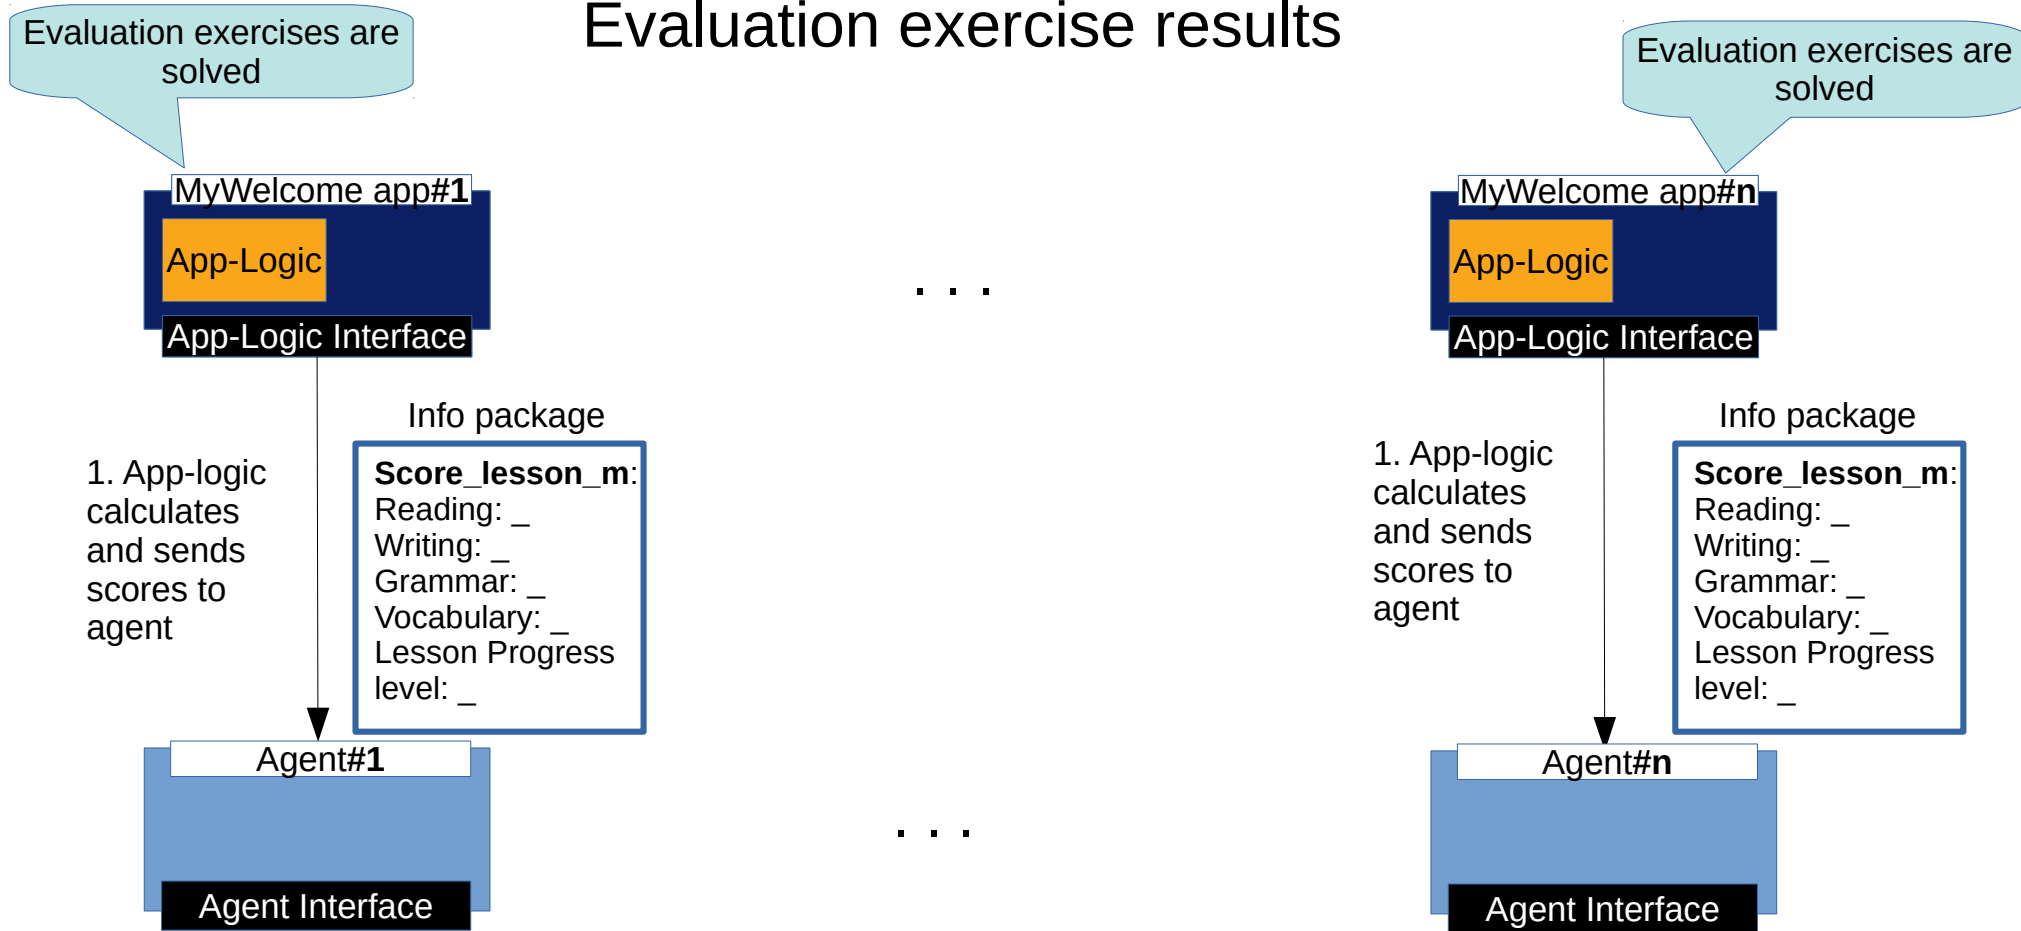 Evaluation exercise results
Evaluation exercises are
solved
MyWelcome app#1
App-Logic
App-Logic Interface
1. App-logic
calculates
and sends
scores to
agent
Info package
Score_lesson_m:
Reading: _
Writing: _
Grammar: _
Vocabulary: _
Lesson Progress
level: _
Agent#1
Agent Interface
. . .
. . .
Evaluation exercises are
solved
MyWelcome app#n
App-Logic
App-Logic Interface
1. App-logic
calculates
and sends
scores to
agent
Info package
Score_lesson_m:
Reading: _
Writing: _
Grammar: _
Vocabulary: _
Lesson Progress
level: _
Agent#n
Agent Interface